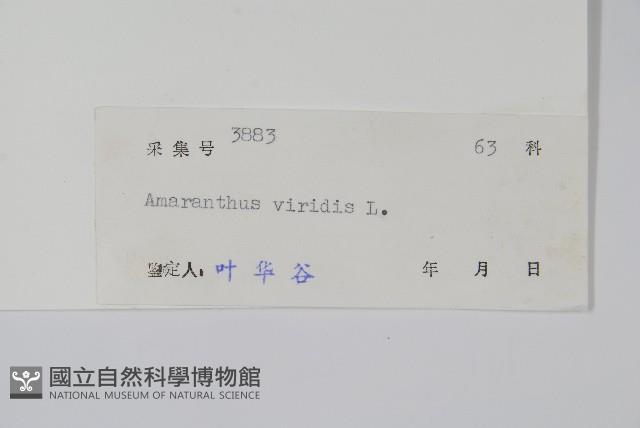 采集号 3883 63 科
Amaranthus viridis L.
鉴定人: 叶华谷 年 月 日
國立自然科學博物館
NATIONAL MUSEUM OF NATURAL SCIENCE